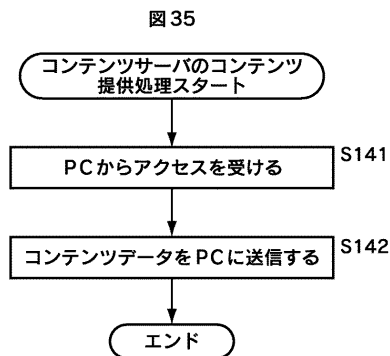 図35
コンテンツサーバのコンテンツ
提供処理スタート
S141
PCからアクセスを受ける
S142
コンテンツデータをPCに送信する
エンド